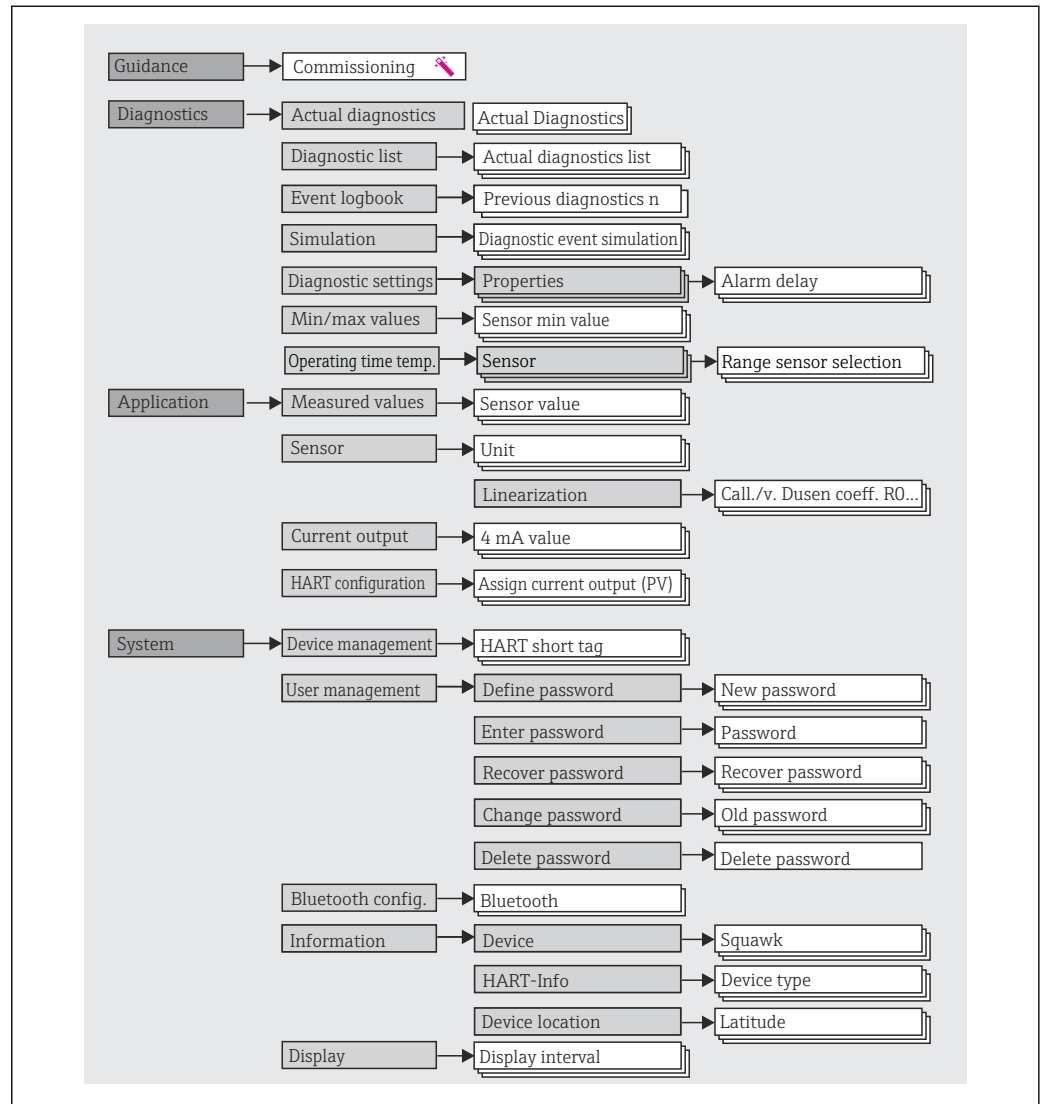 Guidance
Commissioning
Diagnostics
Actual diagnostics
Actual Diagnostics
Diagnostic list
Actual diagnostics list
Event logbook
Previous diagnostics n
Simulation
Diagnostic event simulation
Diagnostic settings
Properties
Alarm delay
Min/max values
Sensor min value
Operating time temp.
Sensor
Range sensor selection
Application
Measured values
Sensor value
Sensor
Unit
Linearization
Call./v. Dusen coeff. R0...
Current output
4 mA value
HART configuration
Assign current output (PV)
System
Device management
HART short tag
User management
Define password
New password
Enter password
Password
Recover password
Recover password
Change password
Old password
Delete password
Delete password
Bluetooth config.
Bluetooth
Information
Device
Squawk
HART-Info
Device type
Device location
Latitude
Display
Display interval